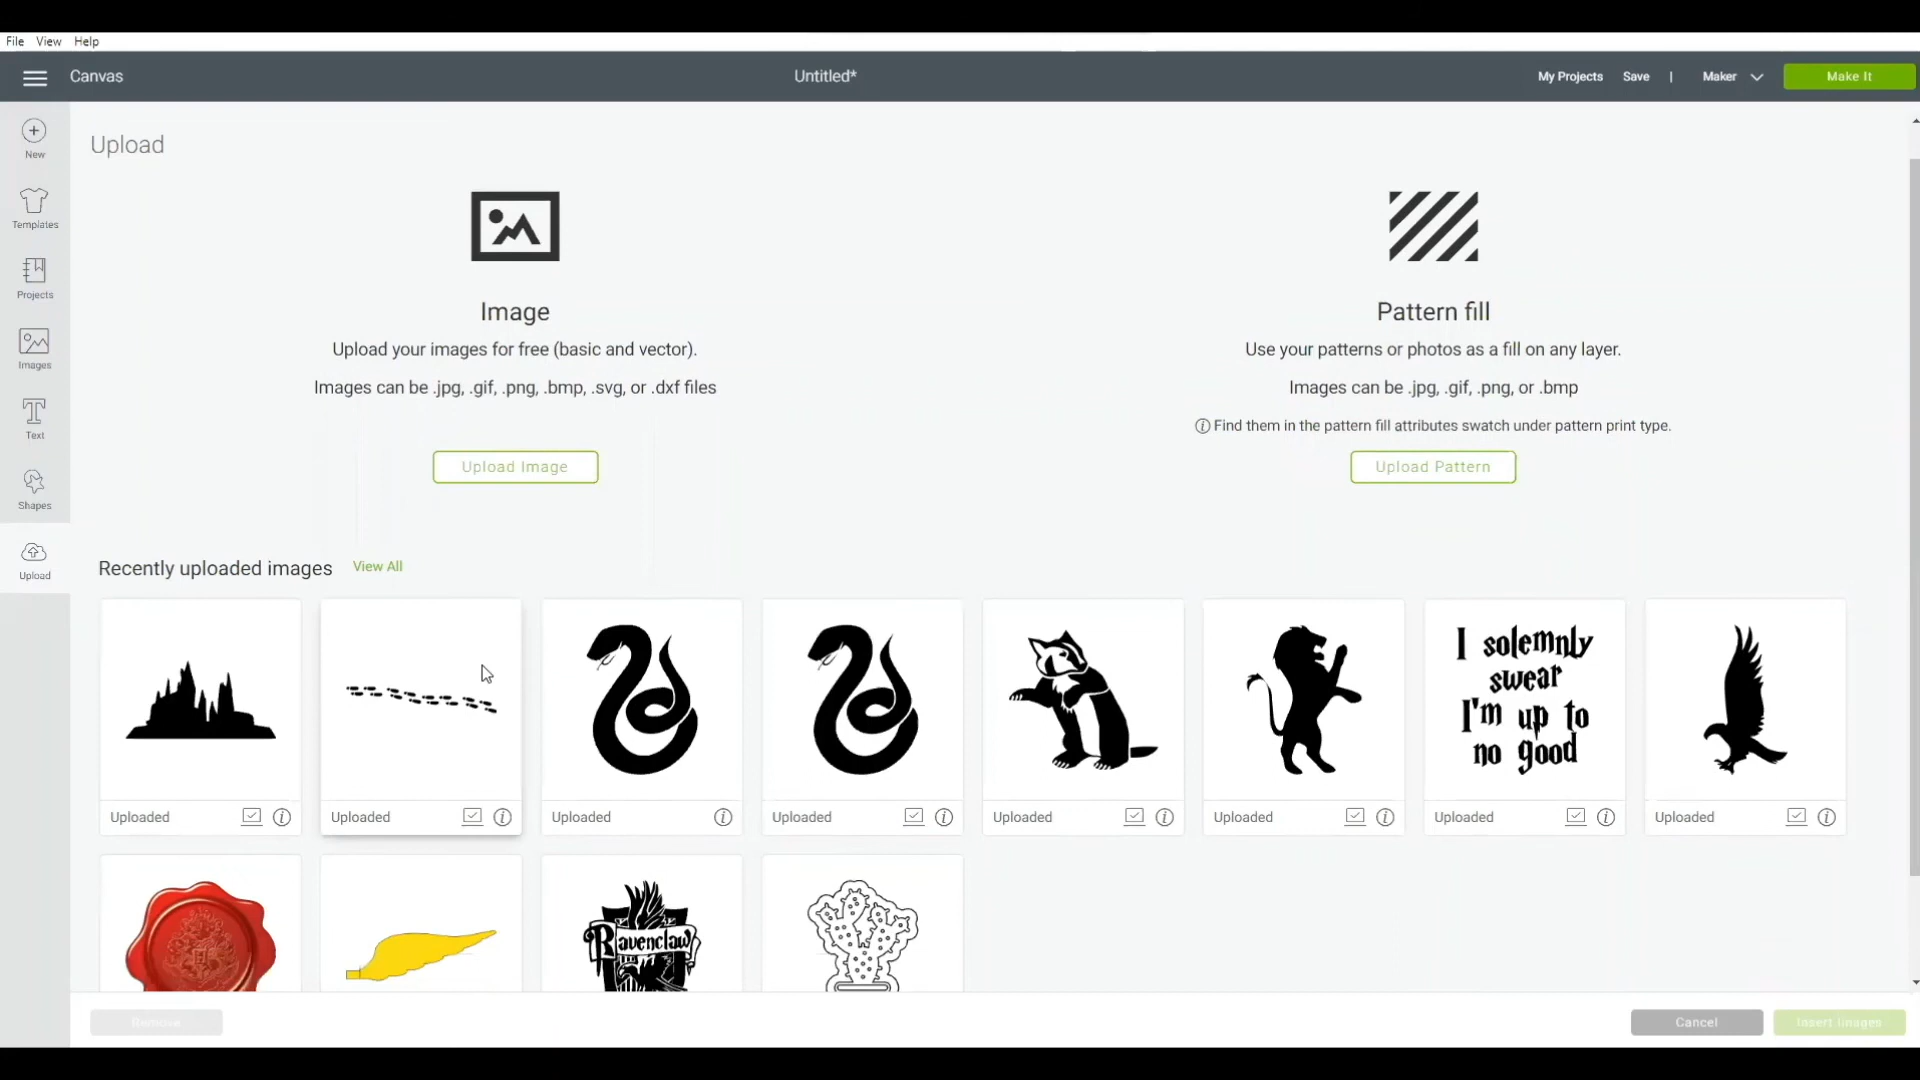 File View Help
Canvas
Untitled*
My Projects Save | Maker
Make It
New
Templates
Projects
Images
Text
Shapes
Upload
Upload
Image
Upload your images for free (basic and vector).
Images can be .jpg, .gif, .png, .bmp, .svg, or .dxf files
Upload Image
Pattern fill
Use your patterns or photos as a fill on any layer.
Images can be .jpg, .gif, .png, or .bmp
Find them in the pattern fill attributes swatch under pattern print type.
Upload Pattern
Recently uploaded images View All
I solemnly
swear
I'm up to
no good
Uploaded
Uploaded
Uploaded
Uploaded
Uploaded
Uploaded
Uploaded
Uploaded
Ravenclaw
Remove
Cancel
Insert Images